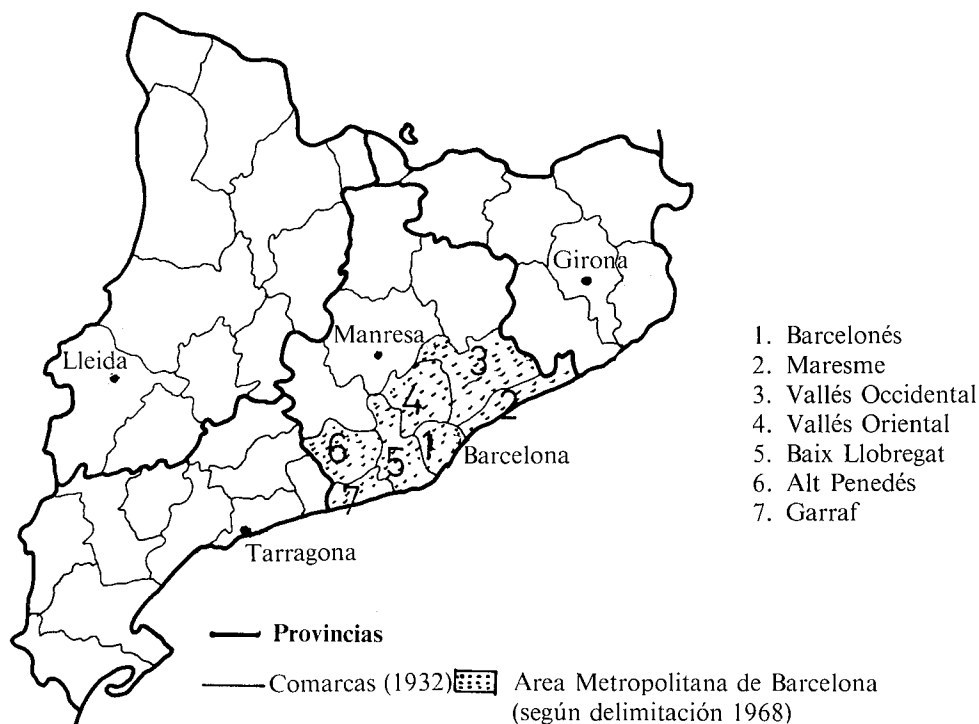 Girona
Manresa
Lleida
3
4
2
1
Barcelona
6
5
7
Tarragona
1. Barcelonés
2. Maresme
3. Vallés Occidental
4. Vallés Oriental
5. Baix Llobregat
6. Alt Penedés
7. Garraf
Provincias
Comarcas (1932) Area Metropolitana de Barcelona
(según delimitación 1968)